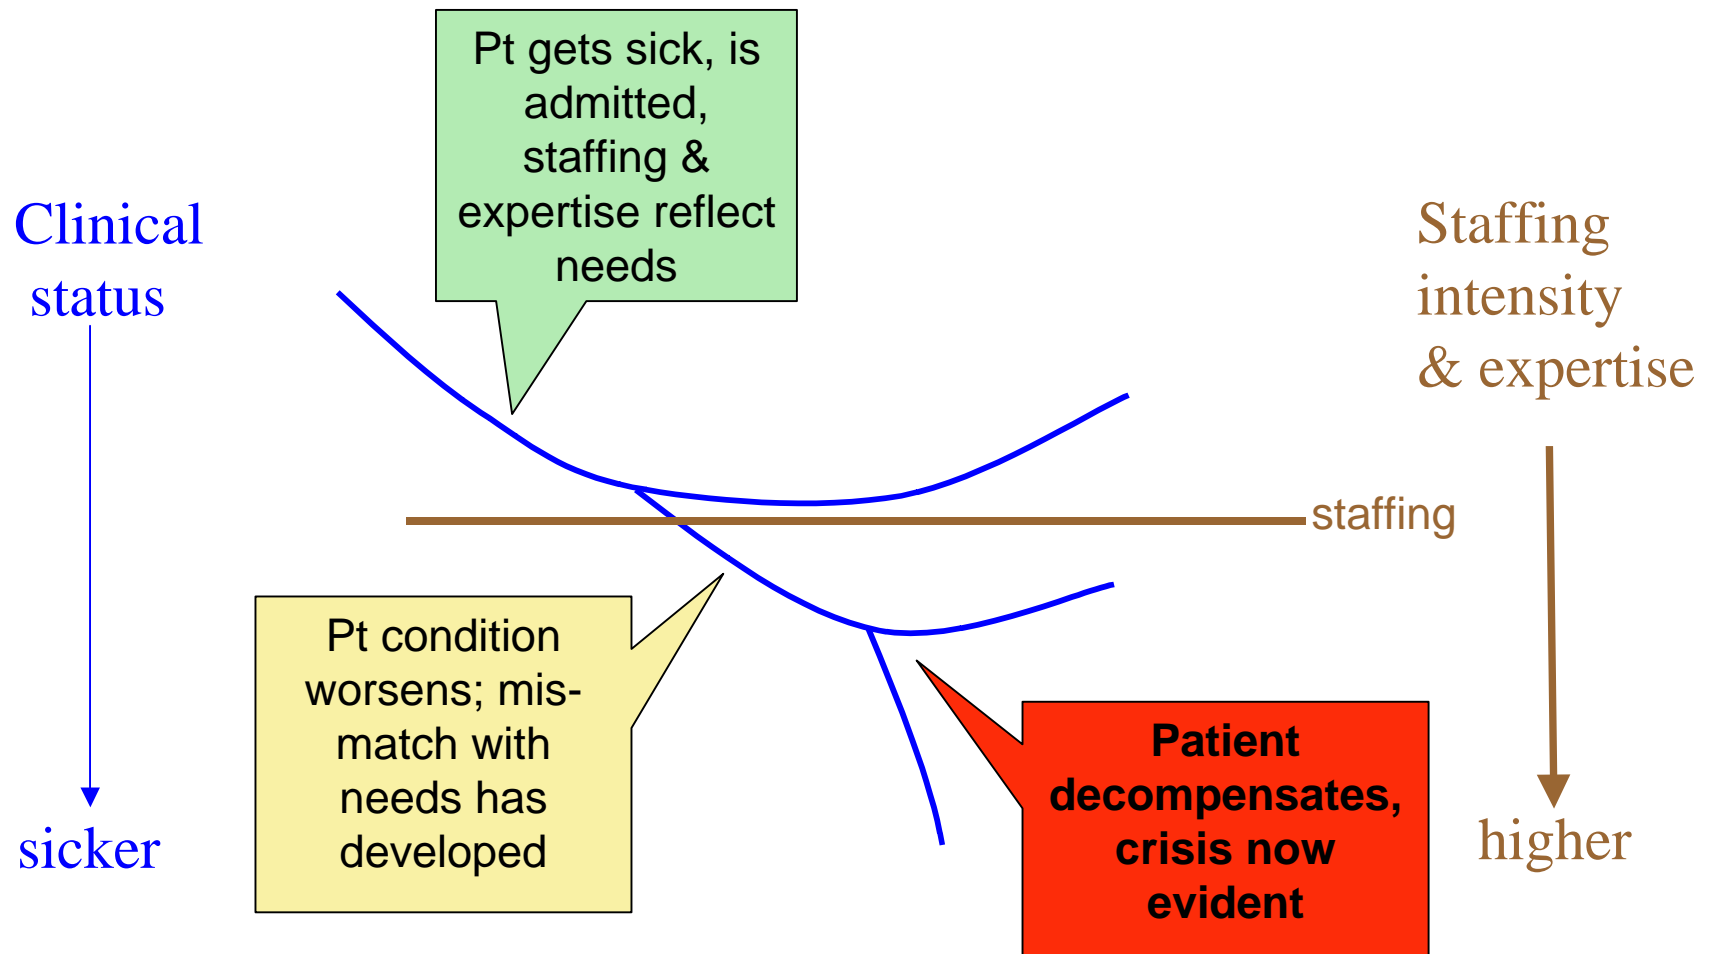 Pt gets sick, is
admitted,
staffing &
expertise reflect
needs
Clinical
status
sicker
Staffing
intensity
& expertise
higher
staffing
Pt condition
worsens; mis-
match with
needs has
developed
Patient
decompensates,
crisis now
evident